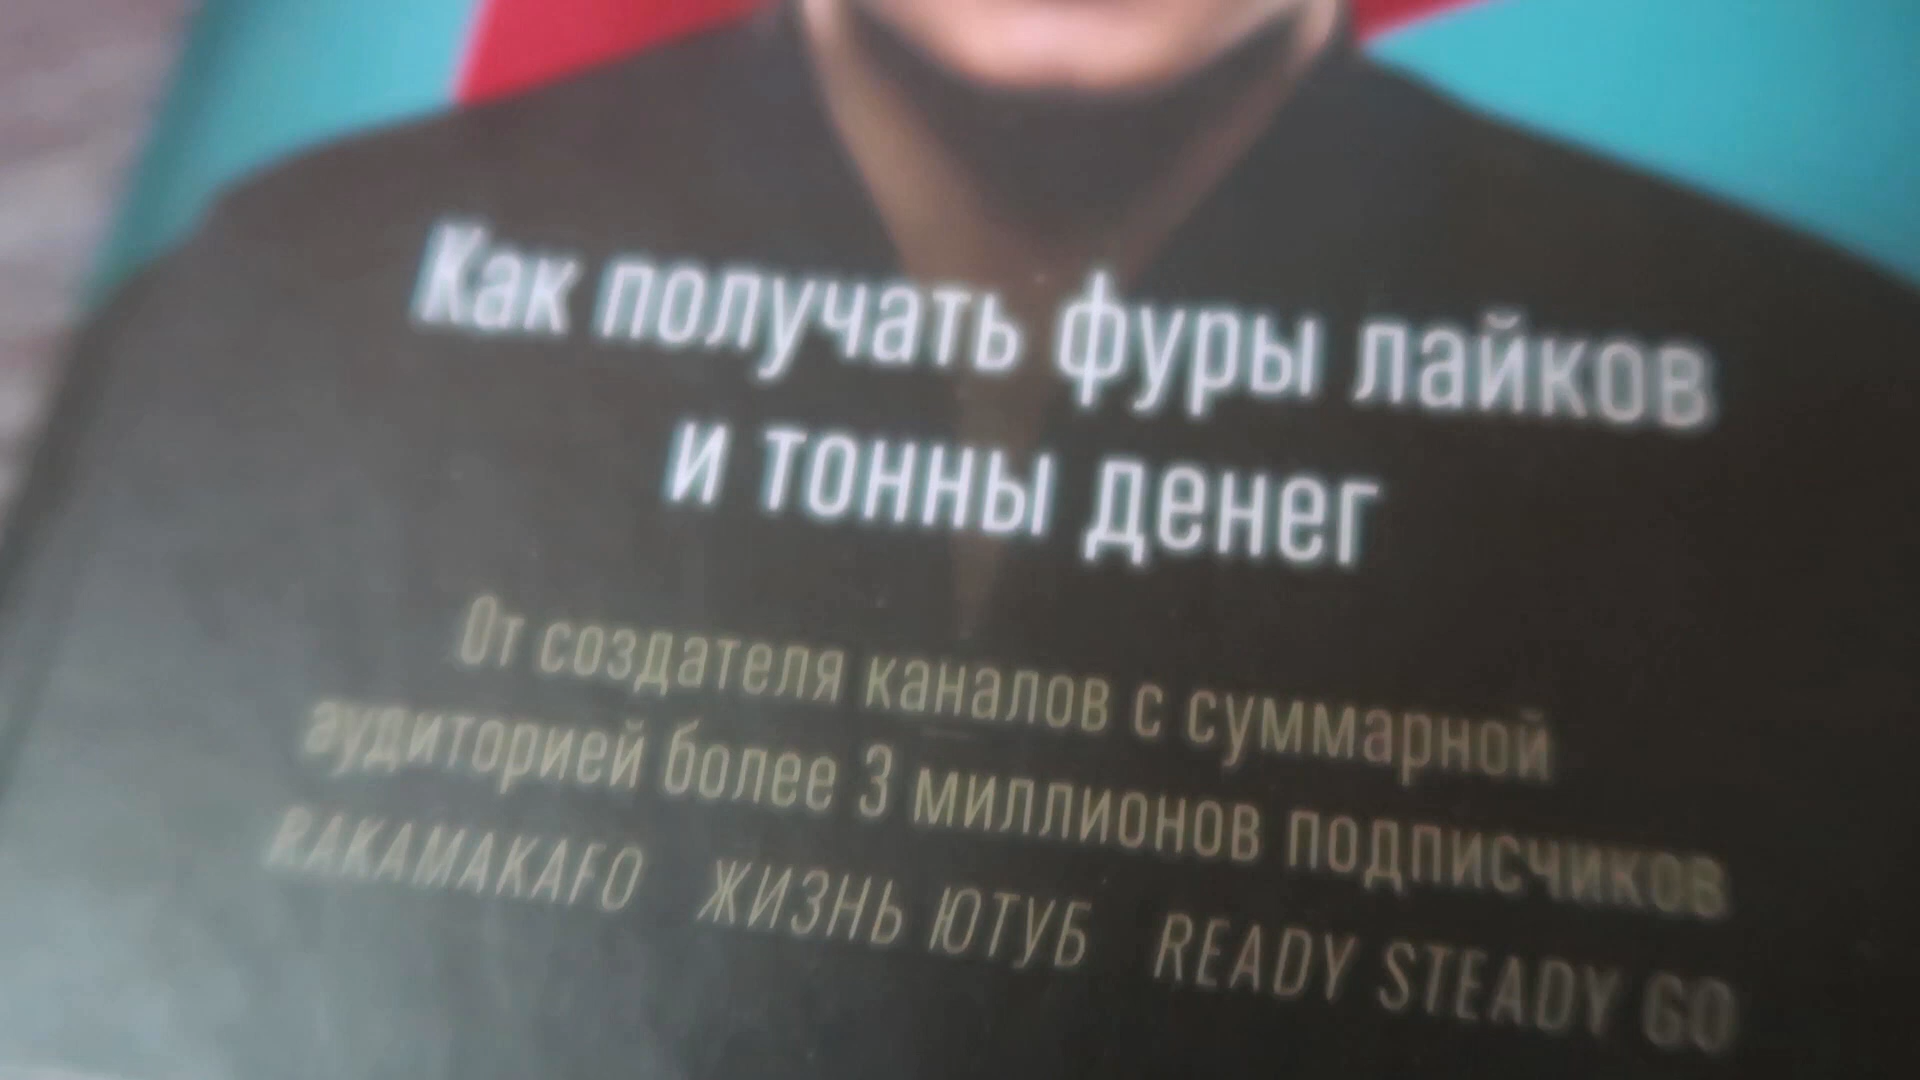 Как получать фуры лайков
и тонны денег
От создателя каналов с суммарной
аудиторией более 3 миллионов подписчиков
RAKAMAKAFO ЖИЗНЬ ЮТУБ READY STEADY GO